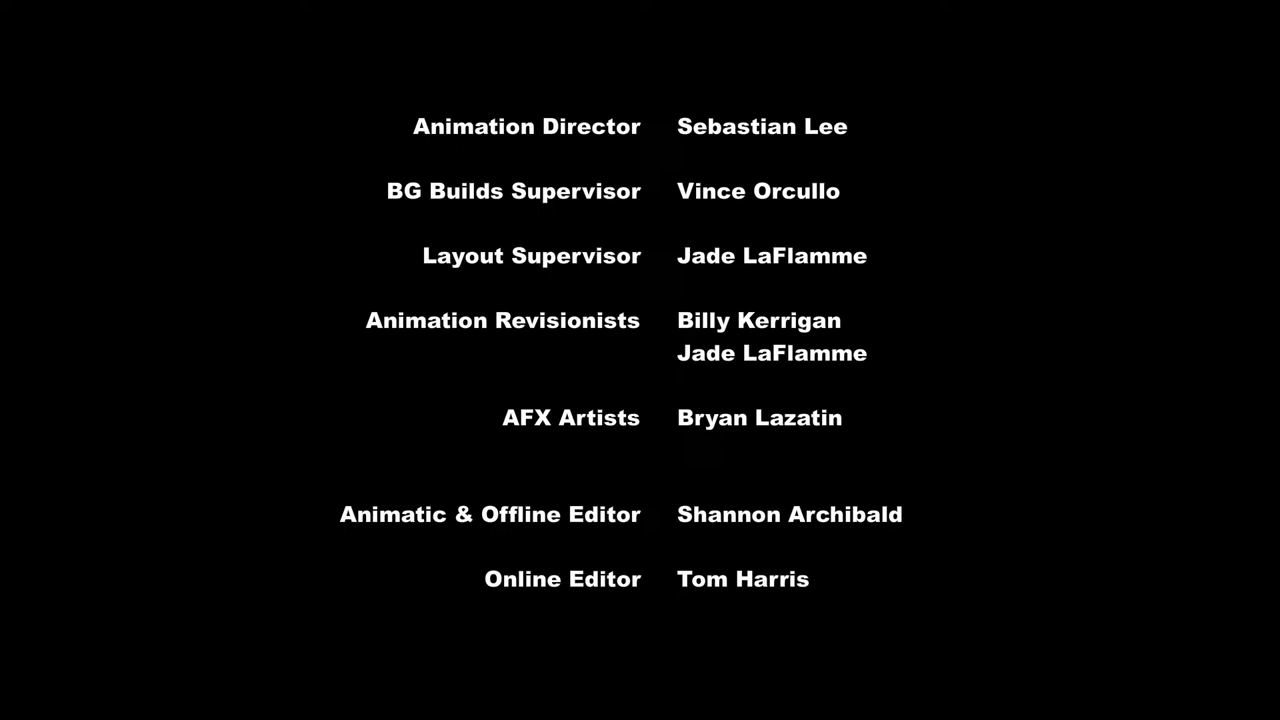 Animation Director Sebastian Lee
BG Builds Supervisor Vince Orcullo
Layout Supervisor Jade LaFlamme
Animation Revisionists Billy Kerrigan
Jade LaFlamme
AFX Artists Bryan Lazatin
Animatic & Offline Editor Shannon Archibald
Online Editor Tom Harris